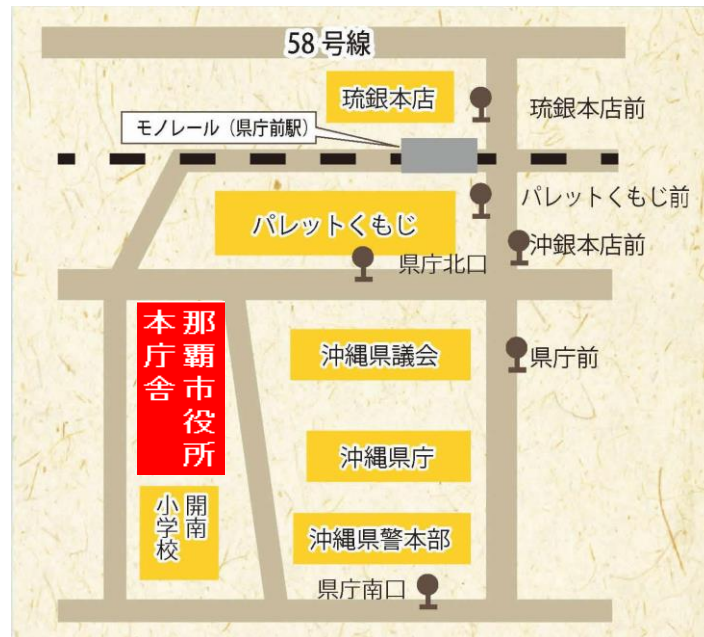 58号線
琉銀本店
琉銀本店前
モノレール（県庁前駅）
パレットくもじ前
パレットくもじ
沖銀本店前
県庁北口
那覇市役所
本庁舎
沖縄県議会
県庁前
沖縄県庁
開南
小学校
沖縄県警本部
県庁南口